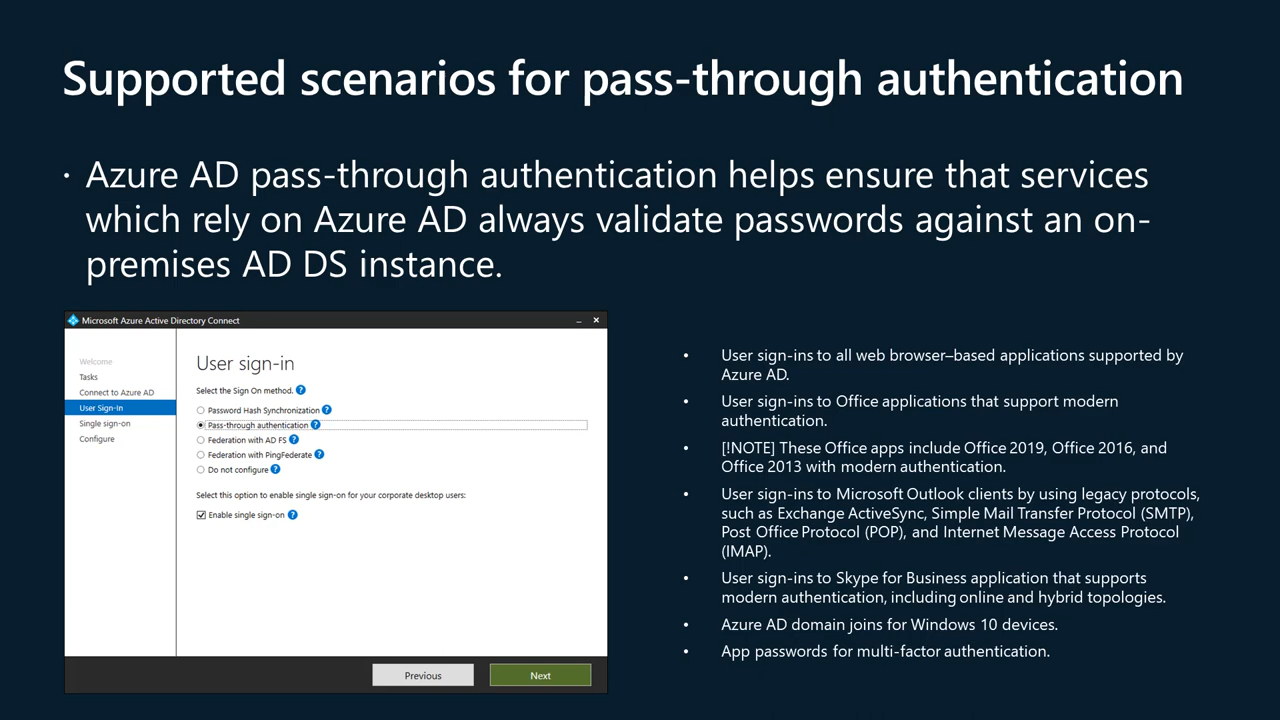 Supported scenarios for pass-through authentication
• Azure AD pass-through authentication helps ensure that services
which rely on Azure AD always validate passwords against an on-
premises AD DS instance.
Microsoft Azure Active Directory Connect
Welcome
Tasks
Connect to Azure AD
User Sign-In
Single sign-on
Configure
User sign-in
Select the Sign On method. ?
Password Hash Synchronization ?
Pass-through authentication ?
Federation with AD FS ?
Federation with PingFederate ?
Do not configure ?
Select this option to enable single sign-on for your corporate desktop users:
Enable single sign-on ?
Previous
Next
• User sign-ins to all web browser–based applications supported by
Azure AD.
• User sign-ins to Office applications that support modern
authentication.
• [!NOTE] These Office apps include Office 2019, Office 2016, and
Office 2013 with modern authentication.
• User sign-ins to Microsoft Outlook clients by using legacy protocols,
such as Exchange ActiveSync, Simple Mail Transfer Protocol (SMTP),
Post Office Protocol (POP), and Internet Message Access Protocol
(IMAP).
• User sign-ins to Skype for Business application that supports
modern authentication, including online and hybrid topologies.
• Azure AD domain joins for Windows 10 devices.
• App passwords for multi-factor authentication.